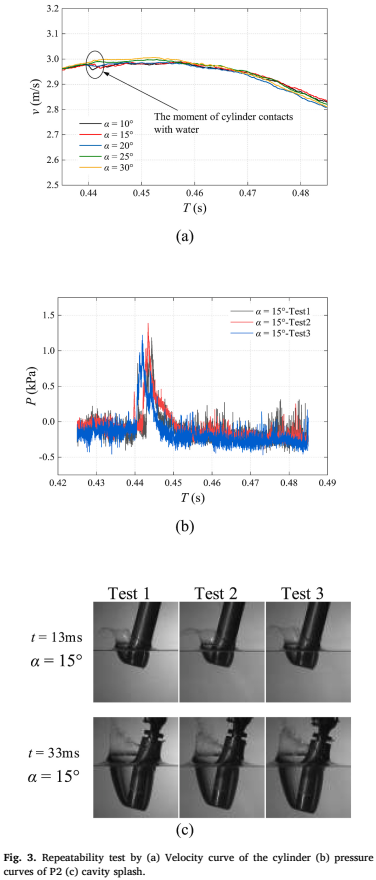 3.2
3.1
3.0
2.9
2.8
2.7
2.6
2.5
v (m/s)
The moment of cylinder contacts
with water
α = 10°
α = 15°
α = 20°
α = 25°
α = 30°
0.44 0.45 0.46 0.47 0.48
T (s)
(a)
α = 15°-Test1
α = 15°-Test2
α = 15°-Test3
1.5
1.0
0.5
0.0
-0.5
P (kPa)
0.42 0.43 0.44 0.45 0.46 0.47 0.48 0.49
T (s)
(b)
Test 1 Test 2 Test 3
t = 13ms
α = 15°
t = 33ms
α = 15°
(c)
Fig. 3. Repeatability test by (a) Velocity curve of the cylinder (b) pressure
curves of P2 (c) cavity splash.